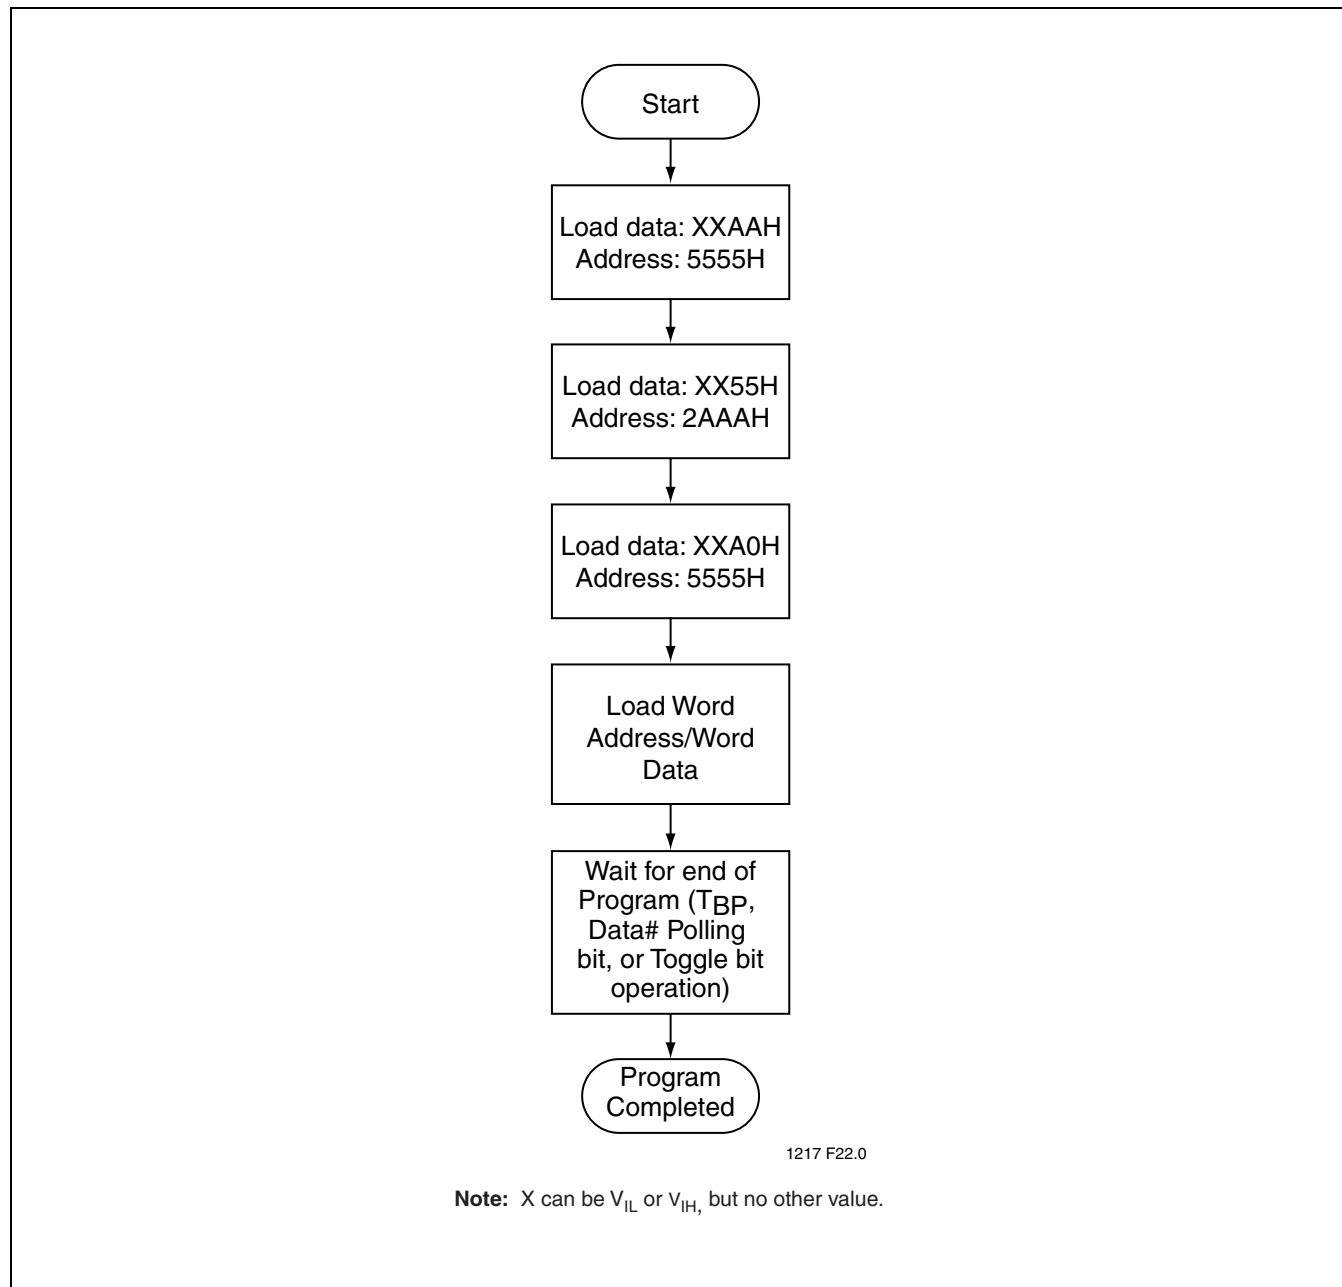 Start
Load data: XXAAH
Address: 5555H
Load data: XX55H
Address: 2AAAH
Load data: XXA0H
Address: 5555H
Load Word
Address/Word
Data
Wait for end of
Program (TBP,
Data# Polling
bit, or Toggle bit
operation)
Program
Completed
1217 F22.0
Note: X can be VIL or VIH, but no other value.